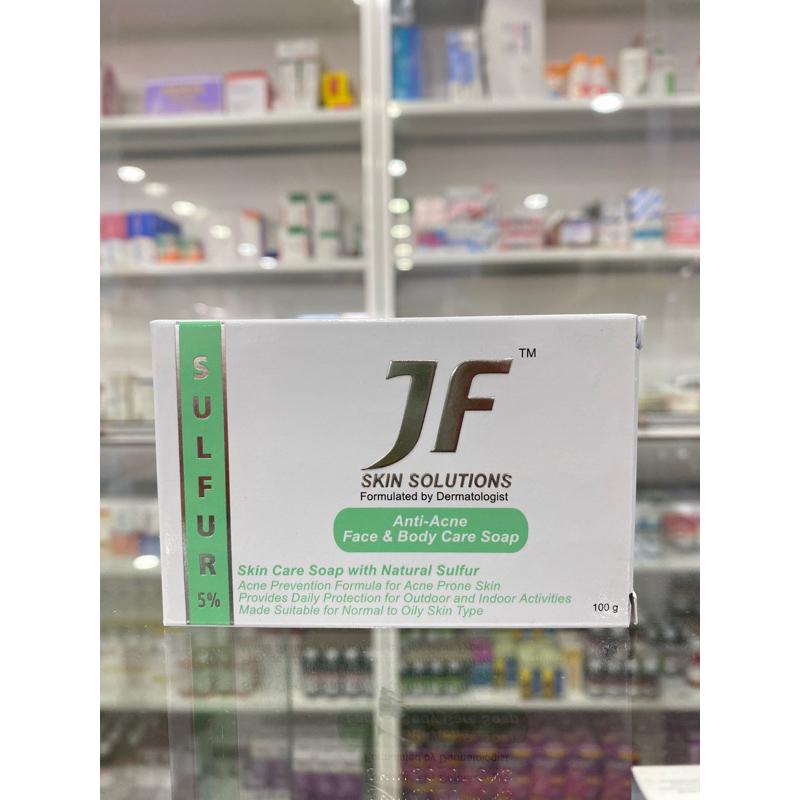 SULFUR
5%
JF TM
SKIN SOLUTIONS
Formulated by Dermatologist
Anti-Acne
Face & Body Care Soap
Skin Care Soap with Natural Sulfur
Acne Prevention Formula for Acne Prone Skin
Provides Daily Protection for Outdoor and Indoor Activities
Made Suitable for Normal to Oily Skin Type
100 g